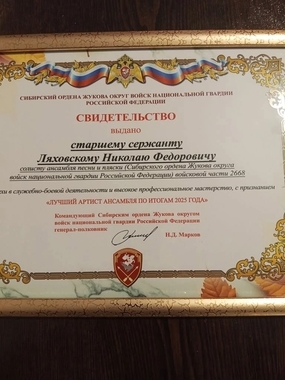 СИБИРСКИЙ ОРДЕНА ЖУКОВА ОКРУГ ВОЙСК НАЦИОНАЛЬНОЙ ГВАРДИИ
РОССИЙСКОЙ ФЕДЕРАЦИИ
СВИДЕТЕЛЬСТВО
ВЫДАНО
старшему сержанту
Ляховскому Николаю Федоровичу
солисту ансамбля песни и пляски (Сибирского ордена Жукова округа
войск национальной гвардии Российской Федерации) войсковой части 2668
в служебно-боевой деятельности и высокое профессиональное мастерство, с признанием
«ЛУЧШИЙ АРТИСТ АНСАМБЛЯ ПО ИТОГАМ 2025 ГОДА»
Командующий Сибирским ордена Жукова округом
войск национальной гвардии Российской Федерации
генерал-полковник
И.Д. Марков